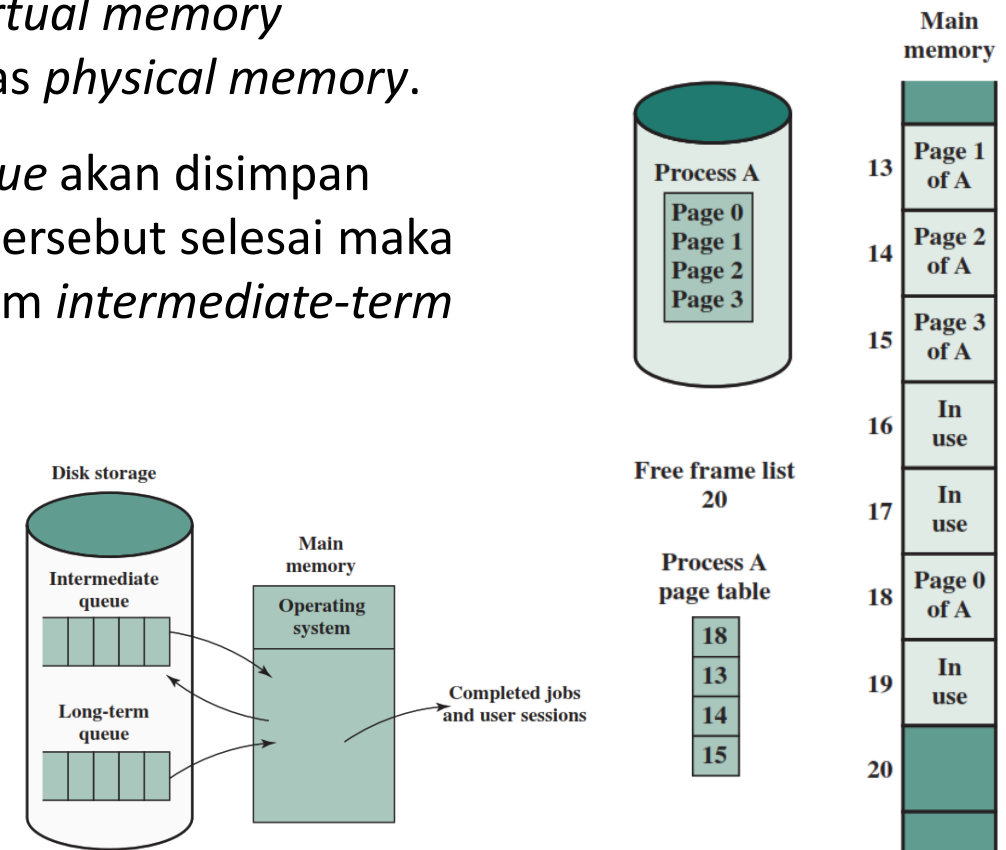 virtual memory
as physical memory.
akan disimpan
tersebut selesai maka
intermediate-term
Disk storage
Intermediate
queue
Long-term
queue
Main
memory
Operating
system
Completed jobs
and user sessions
Process A
Page 0
Page 1
Page 2
Page 3
Free frame list
20
Process A
page table
18
13
14
15
Main
memory
13
Page 1
of A
14
Page 2
of A
15
Page 3
of A
16
In
use
17
In
use
18
Page 0
of A
19
In
use
20